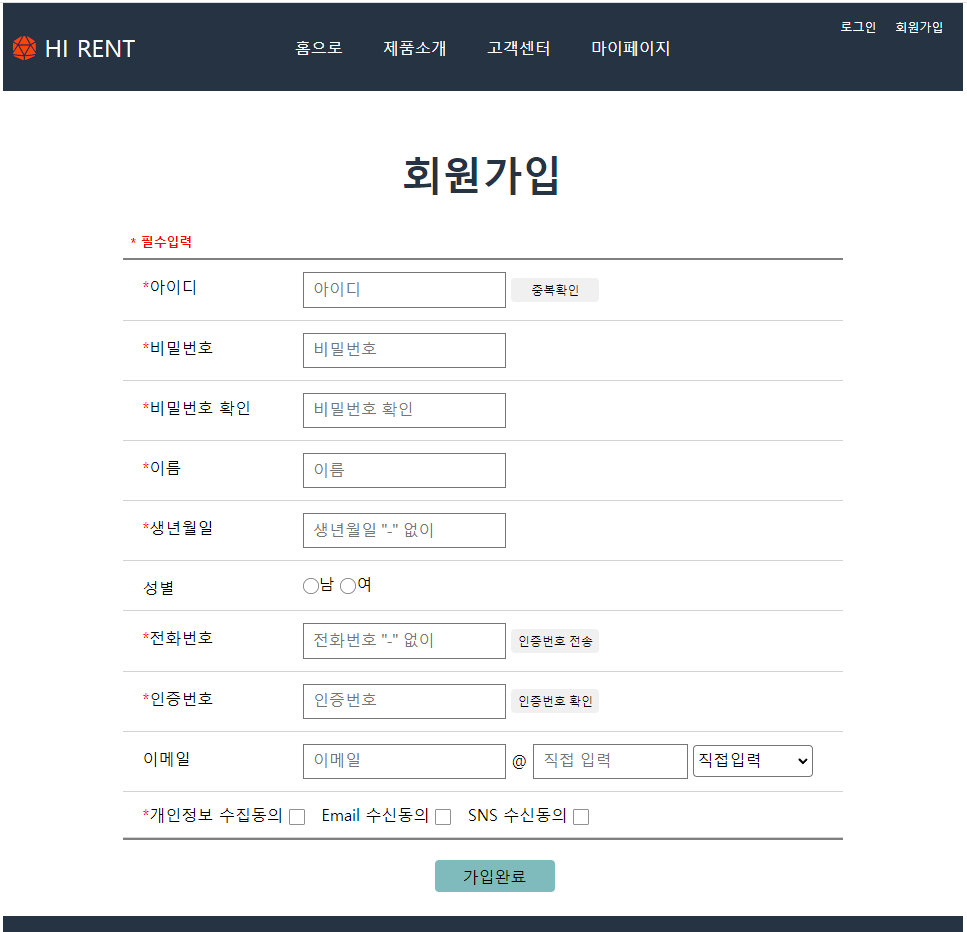 HI RENT 홈으로 제품소개 고객센터 마이페이지 로그인 회원가입
회원가입
* 필수입력
*아이디 아이디 중복확인
*비밀번호 비밀번호
*비밀번호 확인 비밀번호 확인
*이름 이름
*생년월일 생년월일 "-" 없이
성별 남 여
*전화번호 전화번호 "-" 없이 인증번호 전송
*인증번호 인증번호 인증번호 확인
이메일 이메일 @ 직접 입력 직접입력
*개인정보 수집동의 Email 수신동의 SNS 수신동의
가입완료